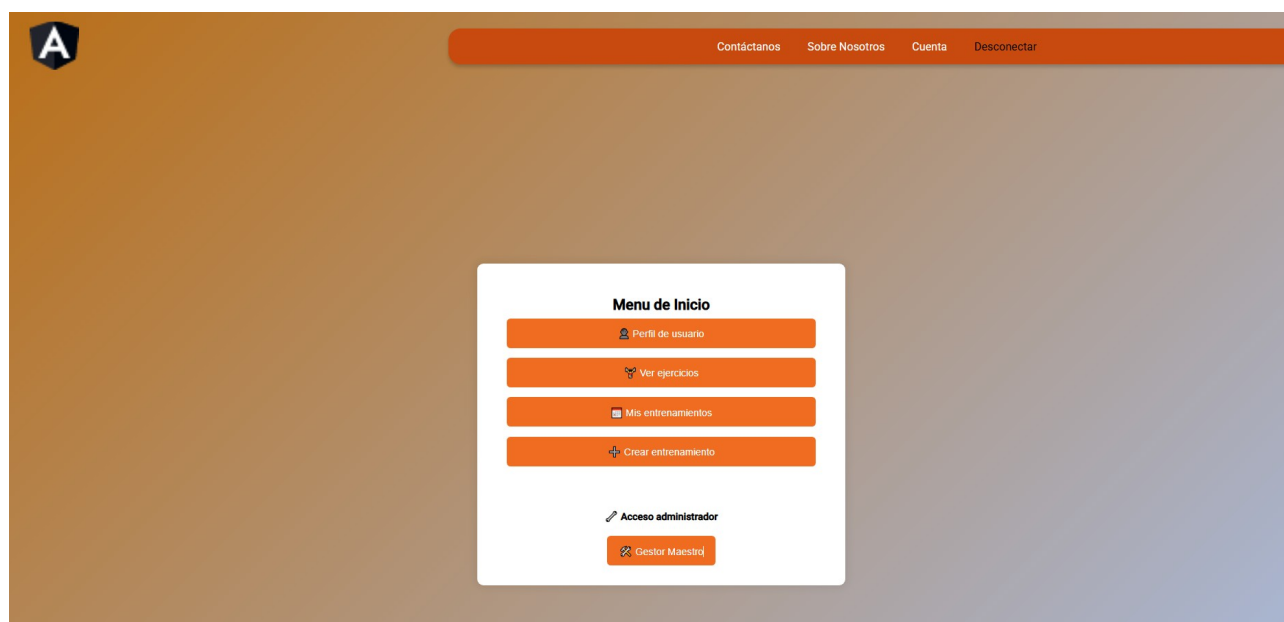 A
Contáctanos Sobre Nosotros Cuenta Desconectar
Menu de Inicio
Perfil de usuario
Ver ejercicios
Mis entrenamientos
Crear entrenamiento
Acceso administrador
Gestor Maestro